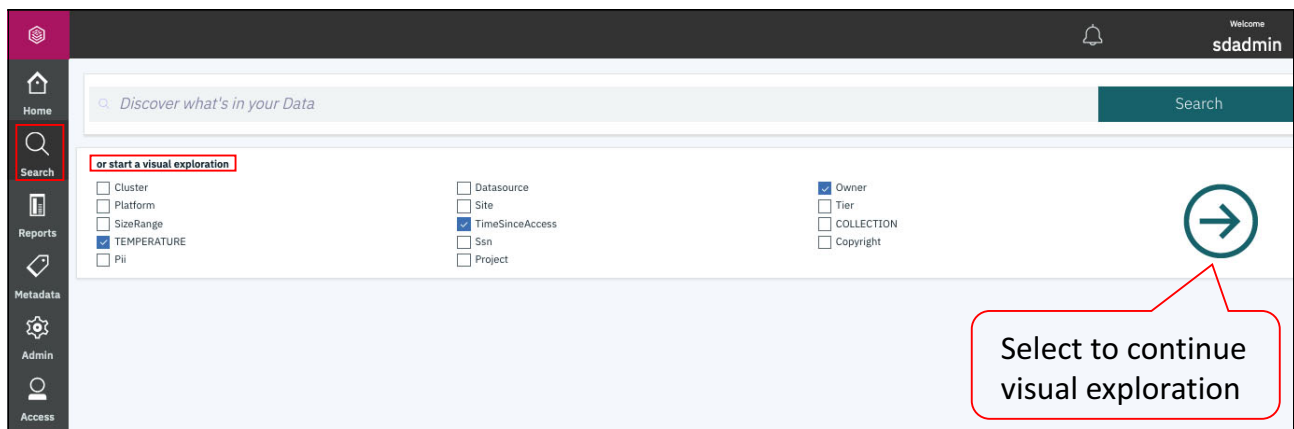 Welcome
sdadmin
Home
Discover what's in your Data
Search
Search
or start a visual exploration
Cluster
Datasource
Owner
Platform
Site
Tier
SizeRange
TimeSinceAccess
COLLECTION
TEMPERATURE
Ssn
Copyright
Pii
Project
Reports
Metadata
Admin
Access
Select to continue
visual exploration